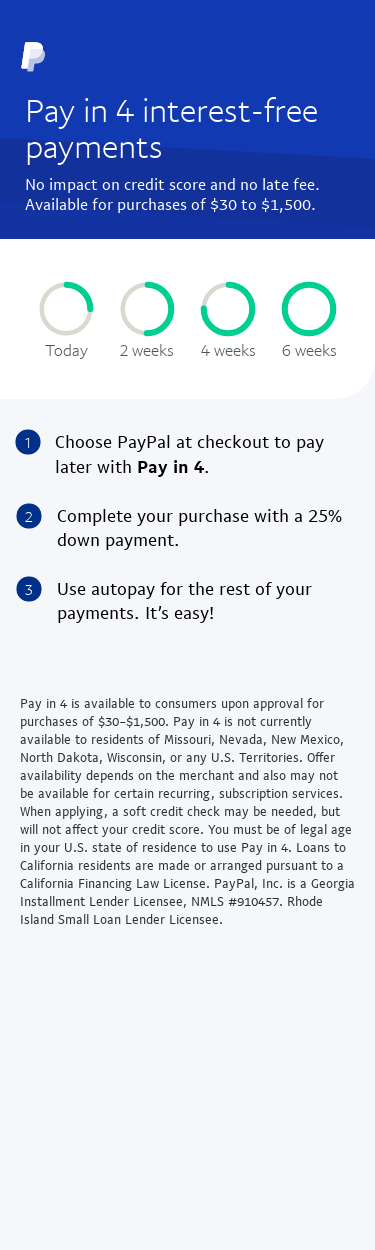 Pay in 4 interest-free
payments
No impact on credit score and no late fee.
Available for purchases of $30 to $1,500.
Today 2 weeks 4 weeks 6 weeks
1 Choose PayPal at checkout to pay
later with Pay in 4.
2 Complete your purchase with a 25%
down payment.
3 Use autopay for the rest of your
payments. It's easy!
Pay in 4 is available to consumers upon approval for
purchases of $30–$1,500. Pay in 4 is not currently
available to residents of Missouri, Nevada, New Mexico,
North Dakota, Wisconsin, or any U.S. Territories. Offer
availability depends on the merchant and also may not
be available for certain recurring, subscription services.
When applying, a soft credit check may be needed, but
will not affect your credit score. You must be of legal age
in your U.S. state of residence to use Pay in 4. Loans to
California residents are made or arranged pursuant to a
California Financing Law License. PayPal, Inc. is a Georgia
Installment Lender Licensee, NMLS #910457. Rhode
Island Small Loan Lender Licensee.